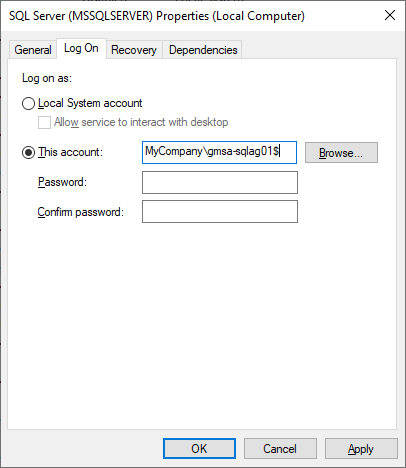 SQL Server (MSSQLSERVER) Properties (Local Computer)
General Log On Recovery Dependencies
Log on as:
Local System account
Allow service to interact with desktop
This account: MyCompany\gmsa-sqlag01$ Browse...
Password:
Confirm password:
OK Cancel Apply